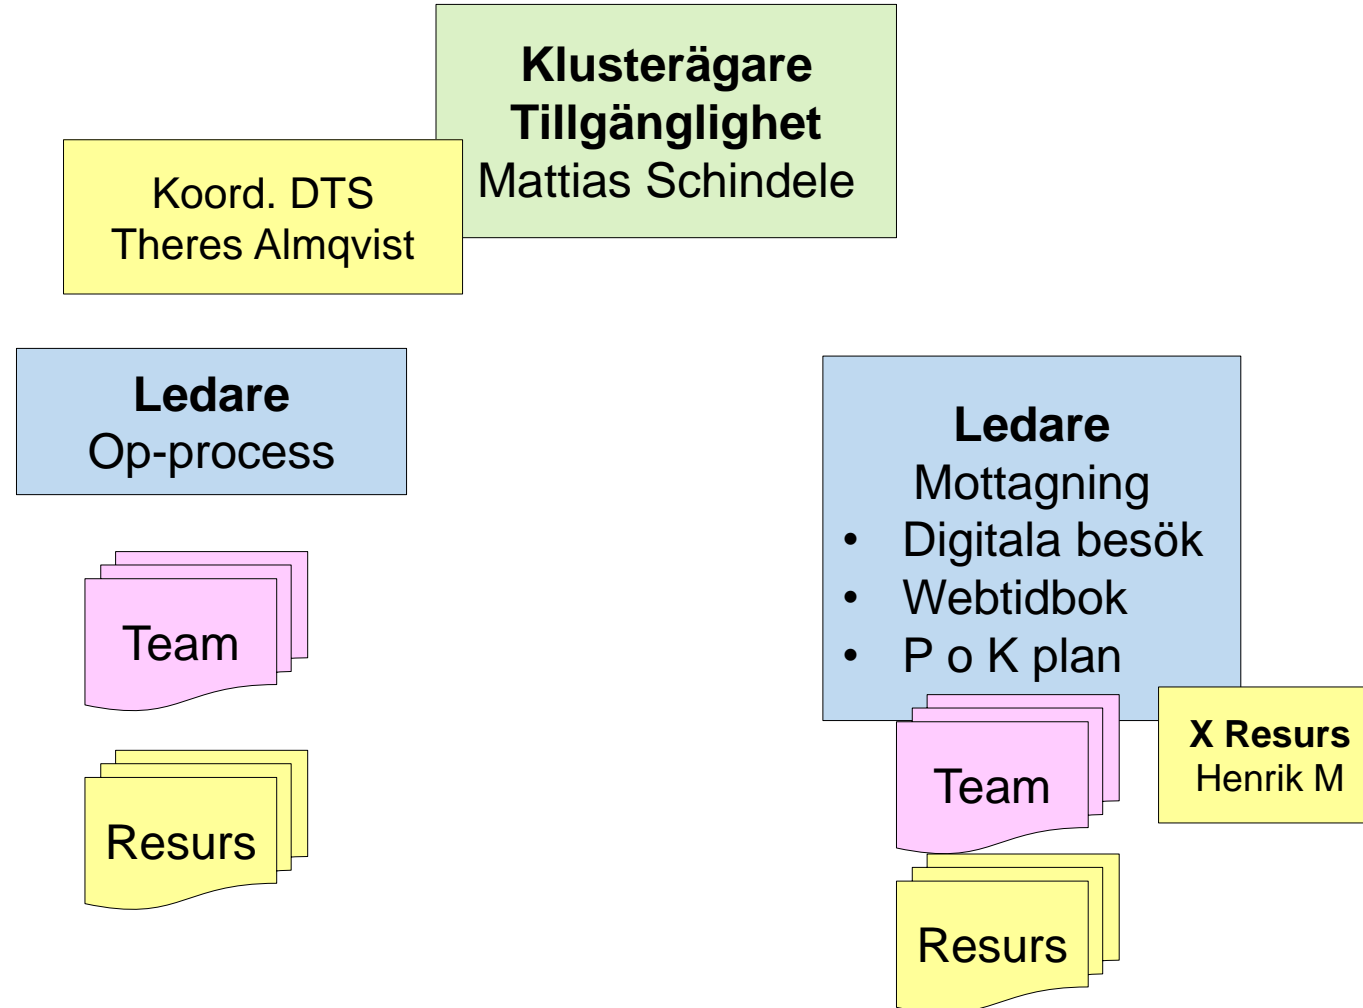 Klusterägare
Tillgänglighet
Mattias Schindele
Koord. DTS
Theres Almqvist
Ledare
Op-process
Team
Resurs
Ledare
Mottagning
• Digitala besök
• Webtidbok
• P o K plan
X Resurs
Henrik M
Team
Resurs